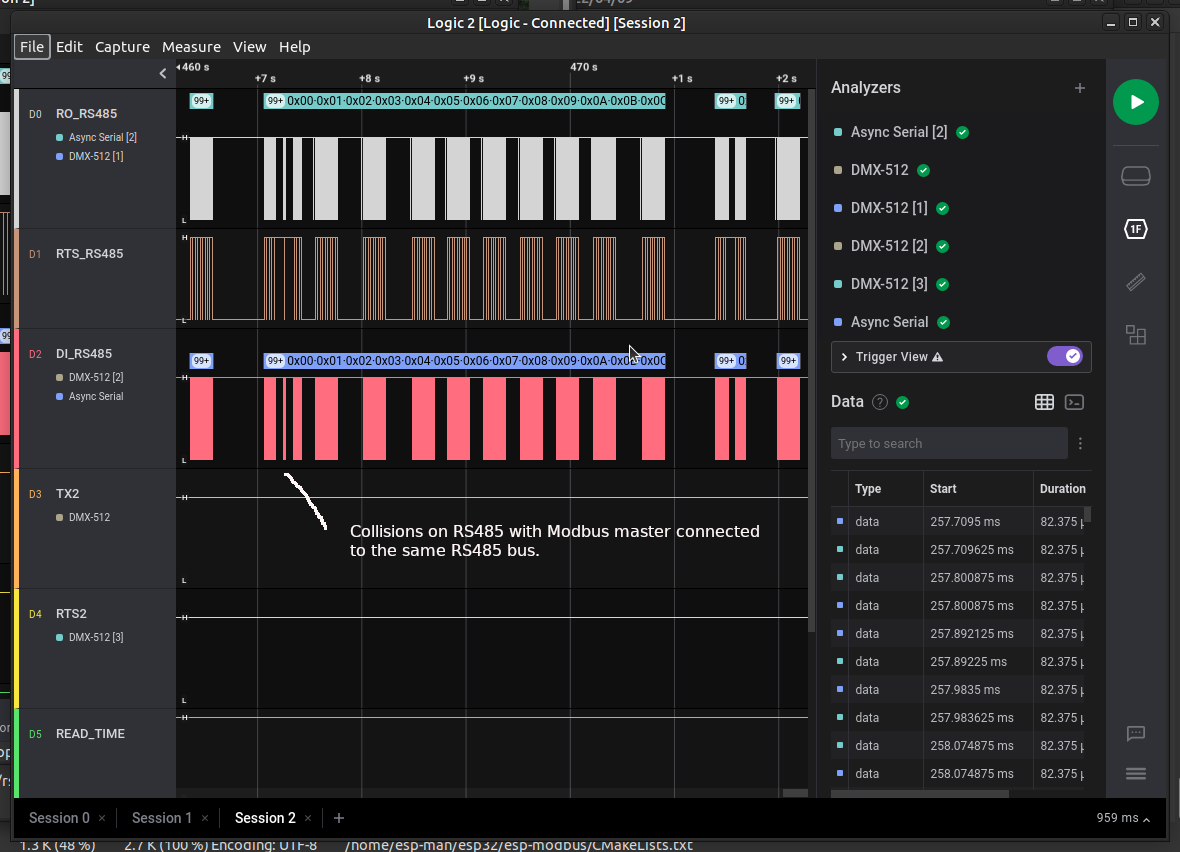 Logic 2 [Logic - Connected] [Session 2]
File Edit Capture Measure View Help
460 s
+7 s +8 s +9 s 470 s +1 s +2 s
D0 RO_RS485
Async Serial [2]
DMX-512 [1]
99+ 99+ 0x00·0x01·0x02·0x03·0x04·0x05·0x06·0x07·0x08·0x09·0x0A·0x0B·0x0C 99+ 0 99+
H
L
D1 RTS_RS485
H
L
D2 DI_RS485
DMX-512 [2]
Async Serial
99+ 99+ 0x00·0x01·0x02·0x03·0x04·0x05·0x06·0x07·0x08·0x09·0x0A·0x0B·0x0C 99+ 0 99+
H
L
D3 TX2
DMX-512
H
L
Collisions on RS485 with Modbus master connected
to the same RS485 bus.
D4 RTS2
DMX-512 [3]
H
L
D5 READ_TIME
H
Analyzers
Async Serial [2]
DMX-512
DMX-512 [1]
DMX-512 [2]
DMX-512 [3]
Async Serial
Trigger View
Data
Type to search
Type Start Duration
data 257.7095 ms 82.375 µ
data 257.709625 ms 82.375 µ
data 257.800875 ms 82.375 µ
data 257.800875 ms 82.375 µ
data 257.892125 ms 82.375 µ
data 257.89225 ms 82.375 µ
data 257.9835 ms 82.375 µ
data 257.983625 ms 82.375 µ
data 258.074875 ms 82.375 µ
data 258.074875 ms 82.375 µ
1F
Session 0 Session 1 Session 2
959 ms
1.3 K (48 %) 2.7 K (100 %) Encoding: UTF-8 /home/esp-man/esp32/esp-modbus/CMakeLists.txt